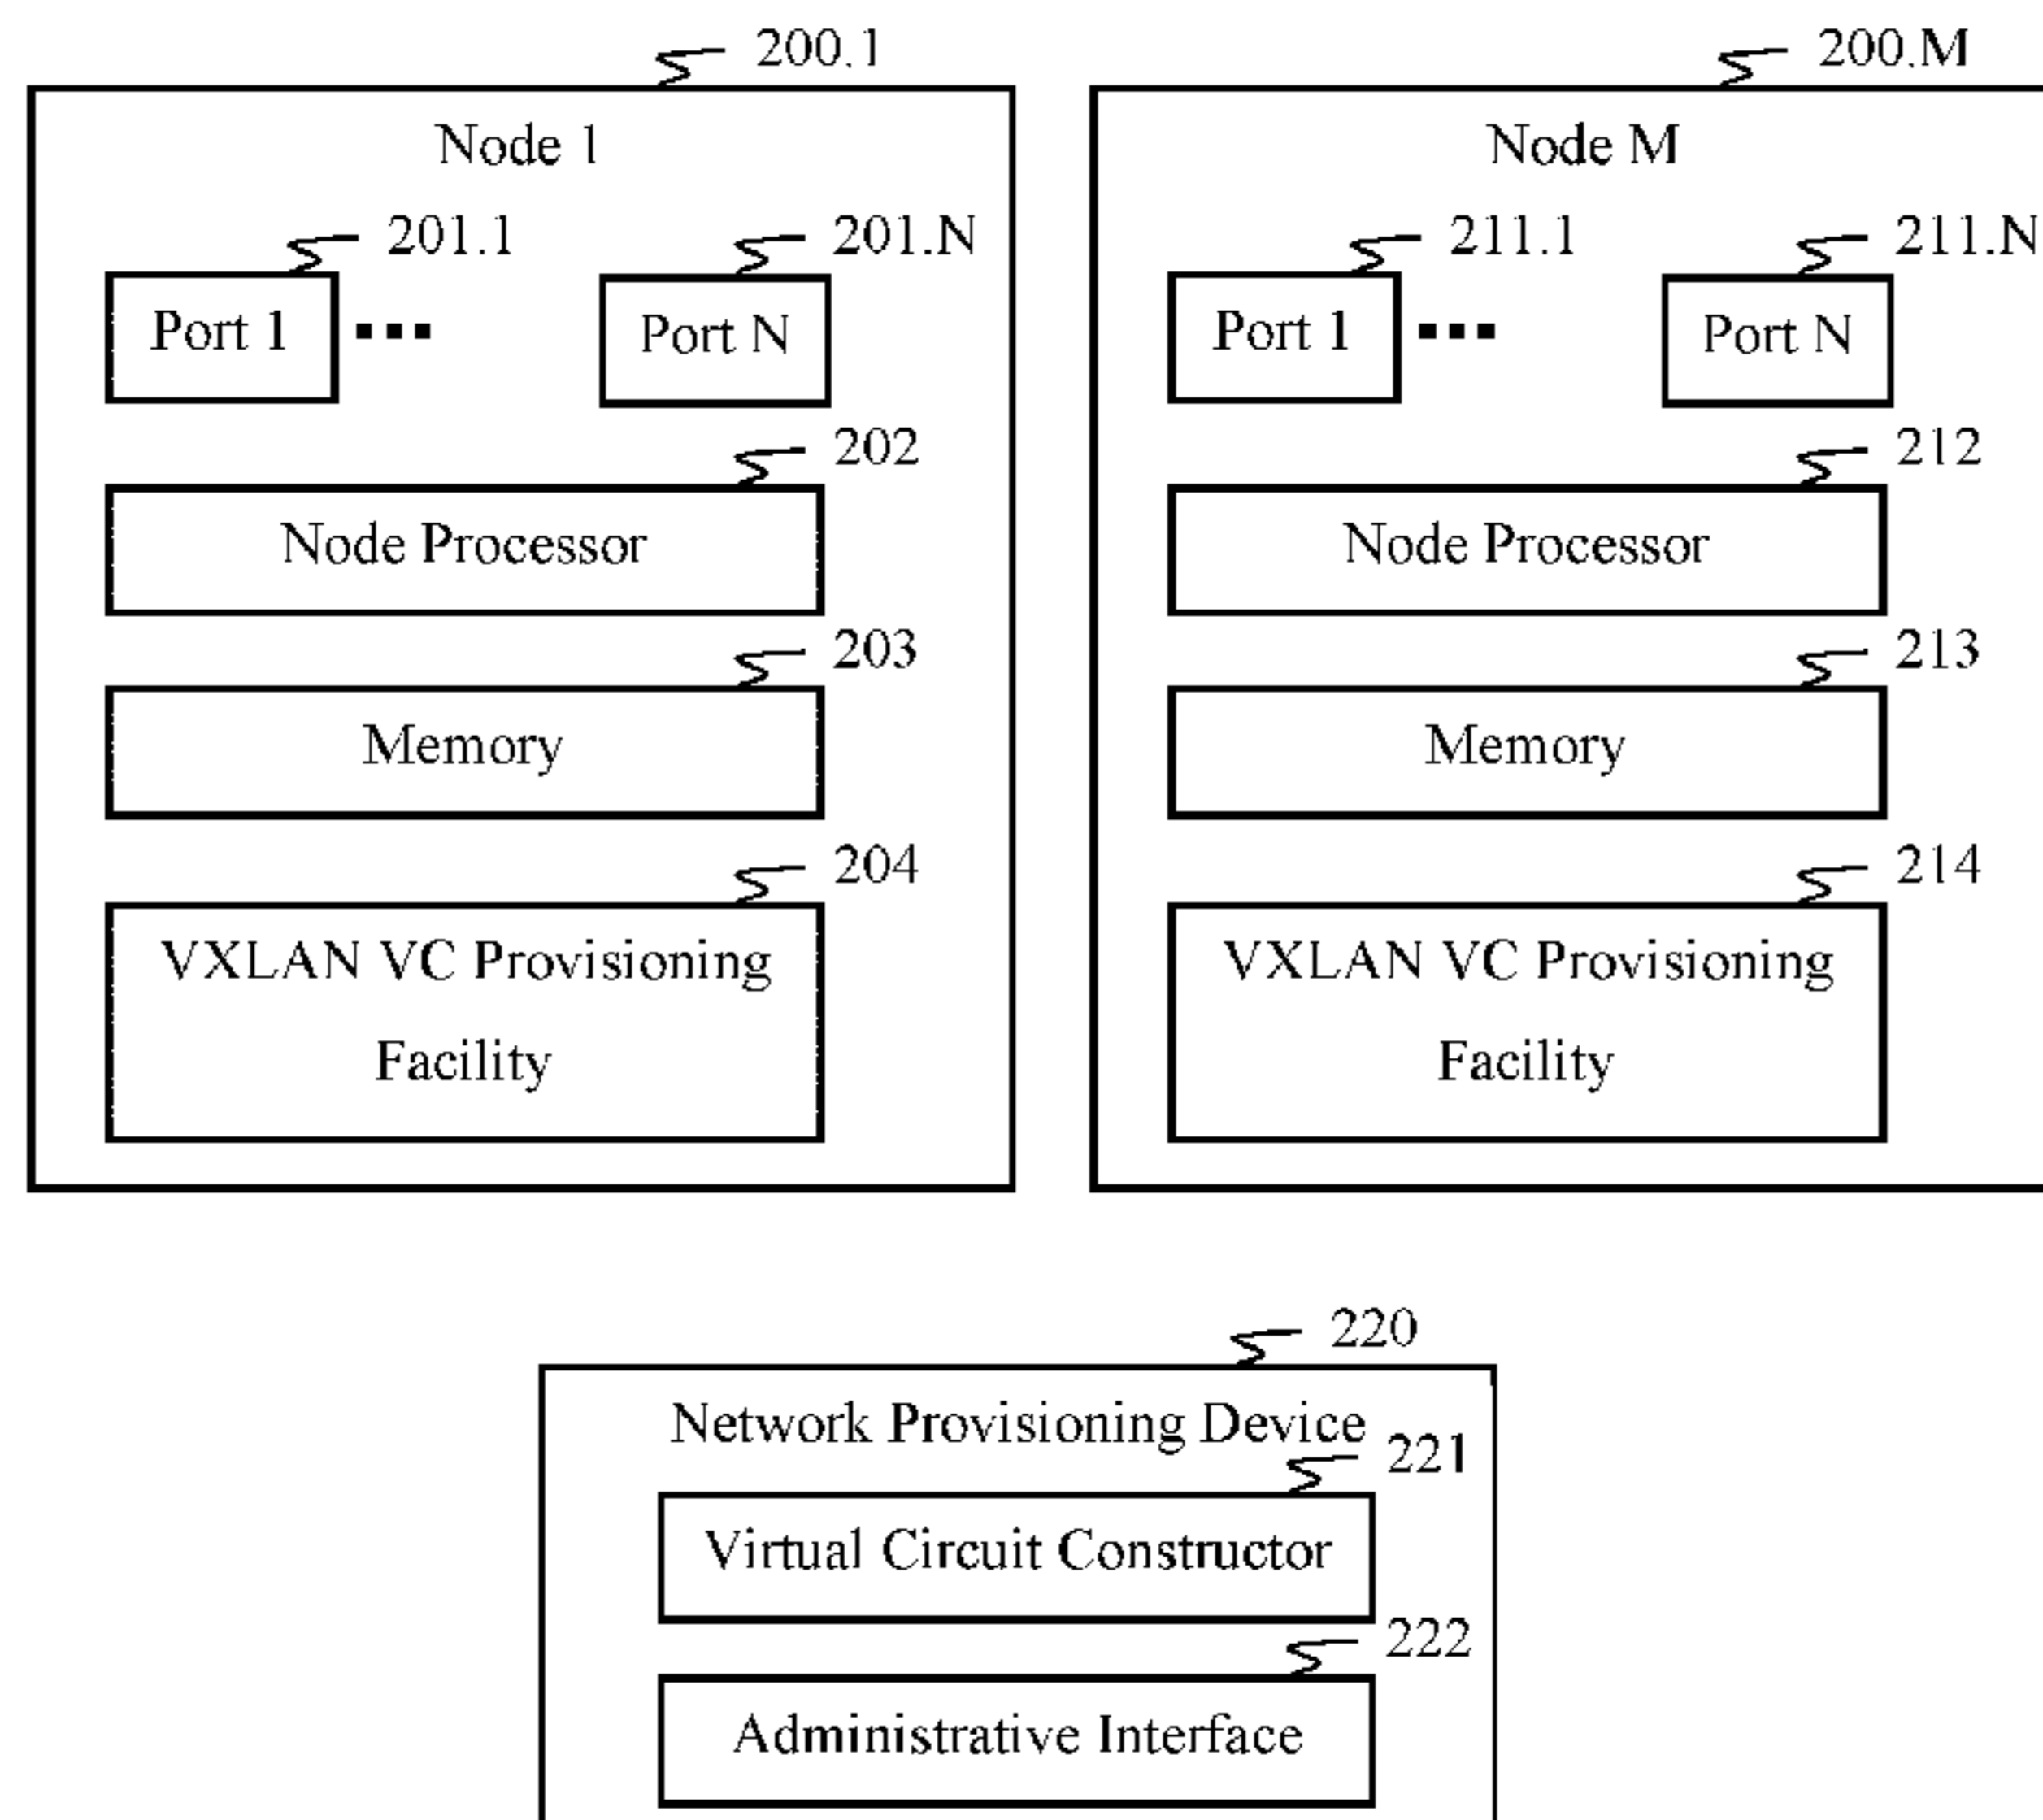 200.1
Node 1
201.1
201.N
Port 1
Port N
202
Node Processor
203
Memory
204
VXLAN VC Provisioning
Facility
200.M
Node M
211.1
211.N
Port 1
Port N
212
Node Processor
213
Memory
214
VXLAN VC Provisioning
Facility
220
Network Provisioning Device
221
Virtual Circuit Constructor
222
Administrative Interface